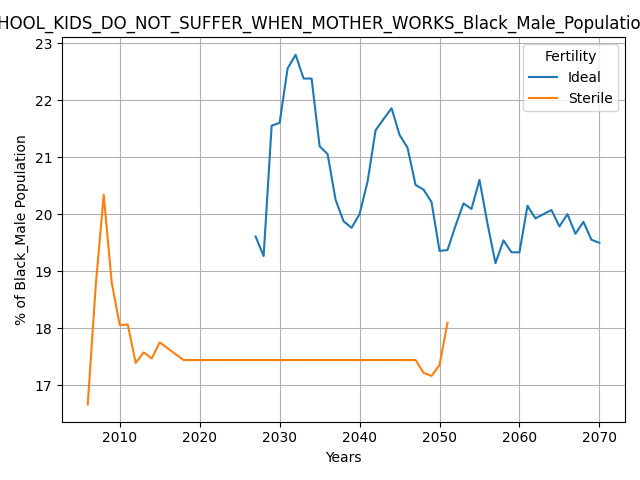 HOOL_KIDS_DO_NOT_SUFFER_WHEN_MOTHER_WORKS_Black_Male_Populatio
Fertility
Ideal
Sterile
% of Black_Male Population
23
22
21
20
19
18
17
2010 2020 2030 2040 2050 2060 2070
Years